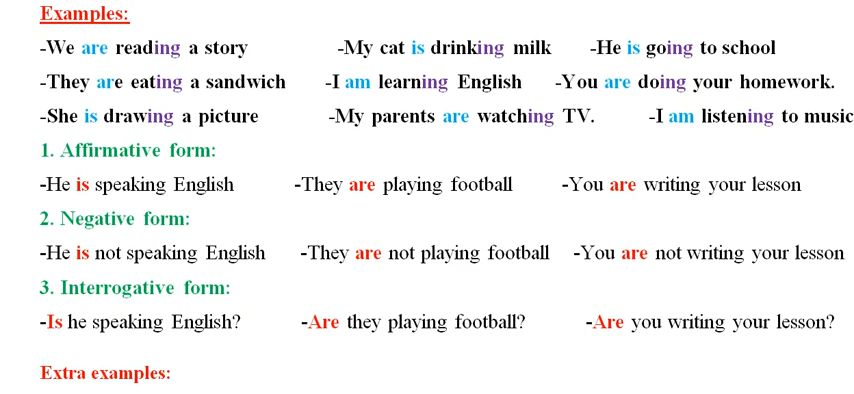 Examples:
-We are reading a story -My cat is drinking milk -He is going to school
-They are eating a sandwich -I am learning English -You are doing your homework.
-She is drawing a picture -My parents are watching TV. -I am listening to music
1. Affirmative form:
-He is speaking English -They are playing football -You are writing your lesson
2. Negative form:
-He is not speaking English -They are not playing football -You are not writing your lesson
3. Interrogative form:
-Is he speaking English? -Are they playing football? -Are you writing your lesson?
Extra examples: